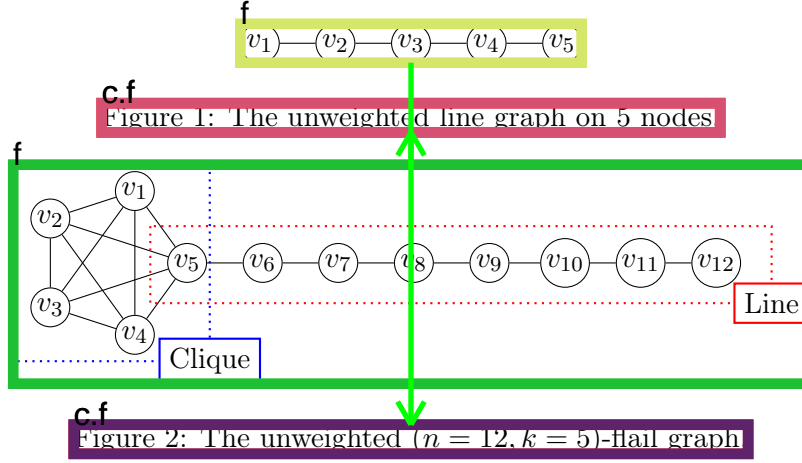 f
v1 v2 v3 v4 v5
c.f
Figure 1: The unweighted line graph on 5 nodes
f
v1
v2
v5 v6 v7 v8 v9 v10 v11 v12
v3
v4
Line
Clique
c.f
Figure 2: The unweighted (n = 12, k = 5)-flail graph